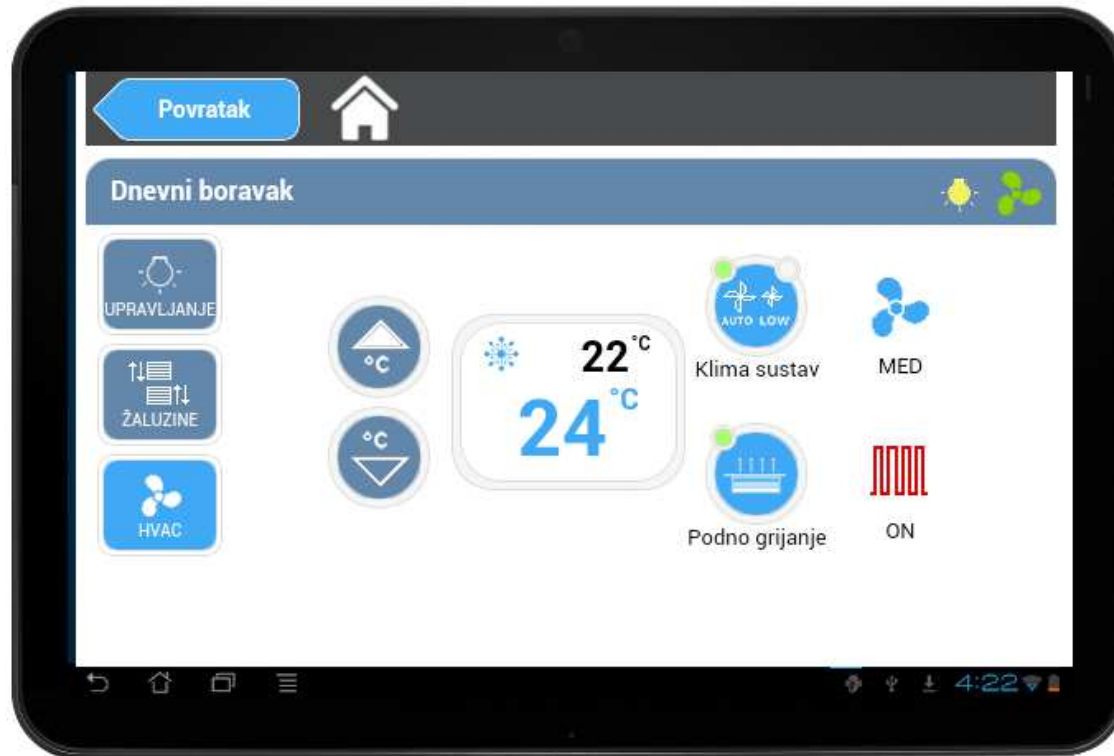 Povratak
Dnevni boravak
UPRAVLJANJE
ŽALUZINE
HVAC
°C
°C
22°C
24°C
AUTO LOW
Klima sustav
MED
Podno grijanje
ON
4:22